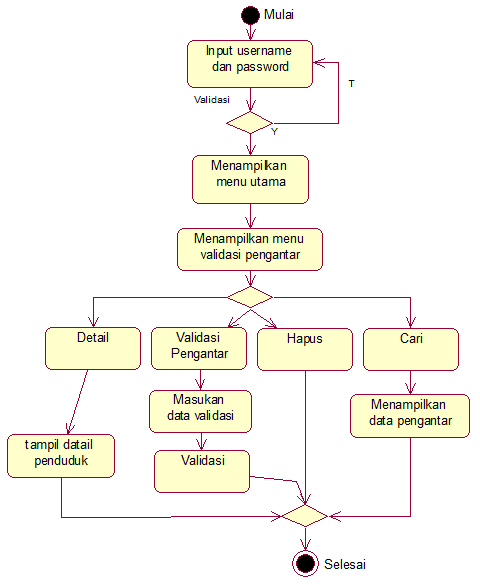 Mulai
Input username
dan password
T
Validasi
Y
Menampilkan
menu utama
Menampilkan menu
validasi pengantar
Detail
Validasi
Pengantar
Hapus
Cari
Masukan
data validasi
Menampilkan
data pengantar
tampil datail
penduduk
Validasi
Selesai